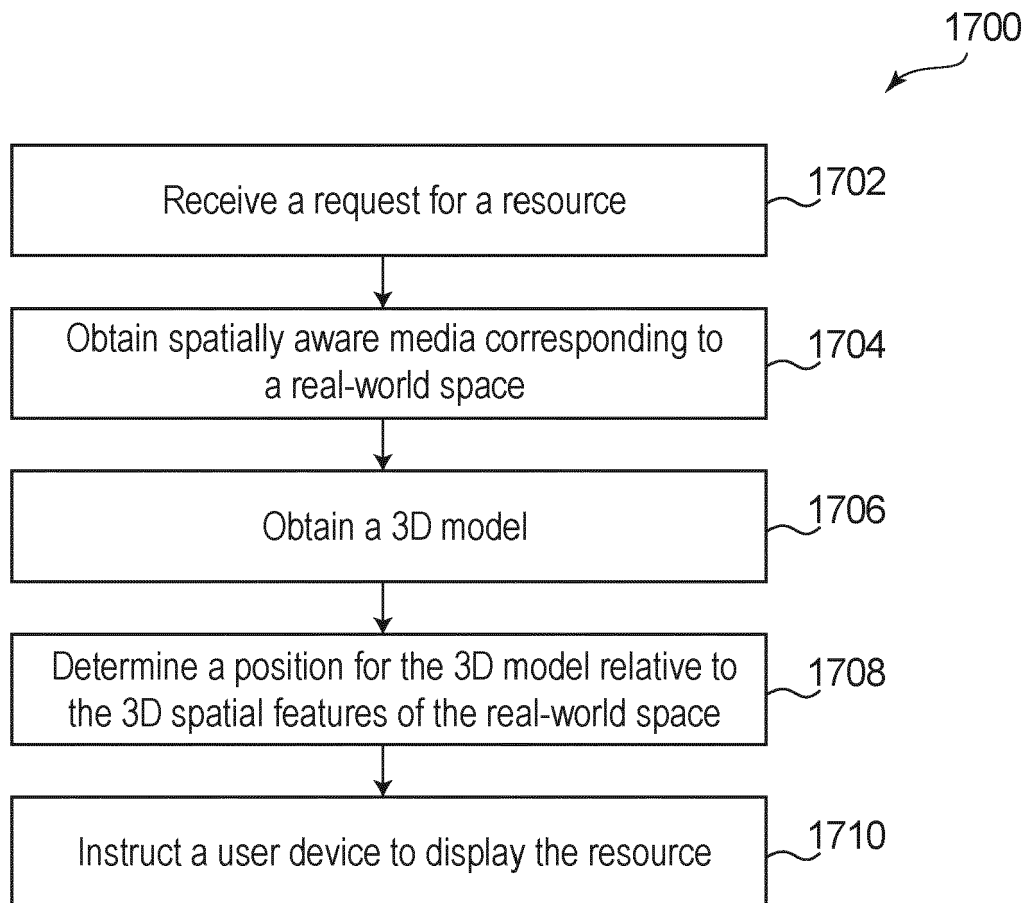 1700
Receive a request for a resource
1702
Obtain spatially aware media corresponding to
a real-world space
1704
Obtain a 3D model
1706
Determine a position for the 3D model relative to
the 3D spatial features of the real-world space
1708
Instruct a user device to display the resource
1710